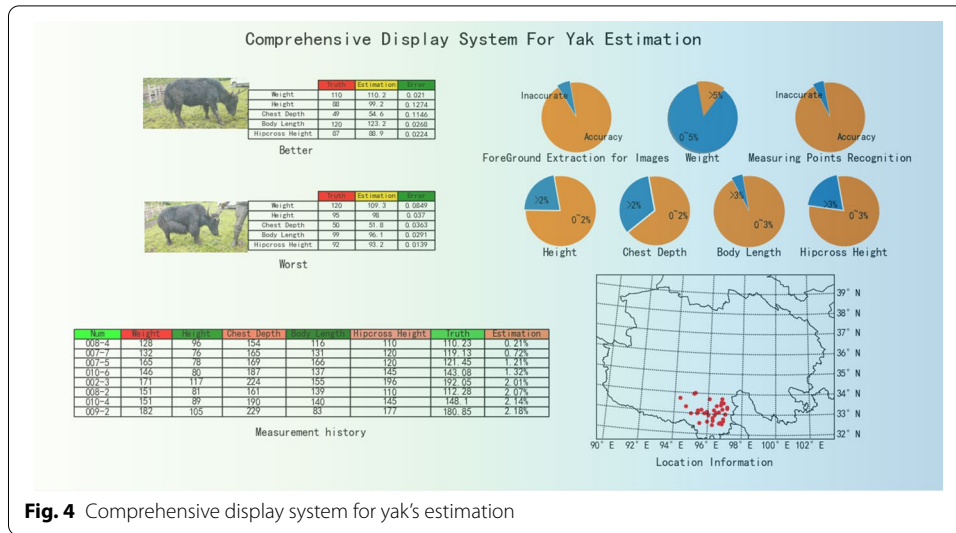 Comprehensive Display System For Yak Estimation
Truth Estimation Error
Weight 110 110.2 0.021
Height 88 99.2 0.1274
Chest Depth 49 54.6 0.1146
Body Length 120 123.2 0.0268
Hipcross Height 87 88.9 0.0224
Better
Truth Estimation Error
Weight 120 109.3 0.0849
Height 95 98 0.037
Chest Depth 50 51.8 0.0363
Body Length 99 96.1 0.0291
Hipcross Height 92 93.2 0.0139
Worst
Inaccurate
Accuracy
ForeGround Extraction for Images
>5%
0~5%
Weight
Inaccurate
Accuracy
Measuring Points Recognition
>2%
0~2%
Height
>2%
0~2%
Chest Depth
>3%
0~3%
Body Length
>3%
0~3%
Hipcross Height
Num Weight Height Chest Depth Body Length Hipcross Height Truth Estimation
008-4 128 96 154 116 110 110.23 0.21%
007-7 132 76 165 131 120 119.13 0.72%
007-5 165 78 169 166 120 121.45 1.21%
010-6 146 80 187 137 145 143.08 1.32%
002-3 171 117 224 155 196 192.05 2.01%
008-2 151 81 161 139 110 112.28 2.07%
010-4 151 89 190 140 145 148.1 2.14%
009-2 182 105 229 83 177 180.85 2.18%
Measurement history
39° N
38° N
37° N
36° N
35° N
34° N
33° N
32° N
90° E 92° E 94° E 96° E 98° E 100° E 102° E
Location Information
Fig. 4 Comprehensive display system for yak's estimation